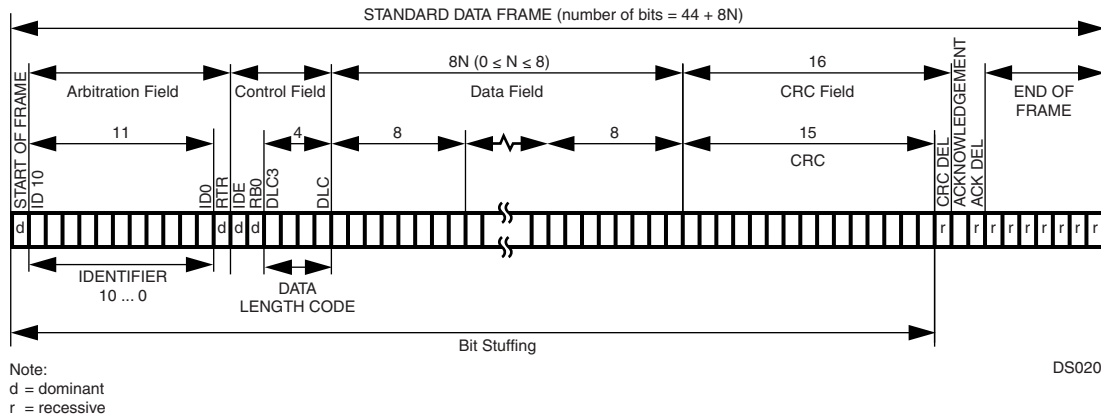 STANDARD DATA FRAME (number of bits = 44 + 8N)
8N (0 ≤ N ≤ 8)
16
Arbitration Field
Control Field
Data Field
CRC Field
END OF
FRAME
11
4
8
8
15
CRC
START OF FRAME
ID 10
ID0
RTR
IDE
RB0
DLC3
DLC
CRC DEL
ACKNOWLEDGEMENT
ACK DEL
d
d
d
d
r
r
r
r
r
r
r
r
r
IDENTIFIER
10 ... 0
DATA
LENGTH CODE
Bit Stuffing
Note:
d = dominant
r = recessive
DS020